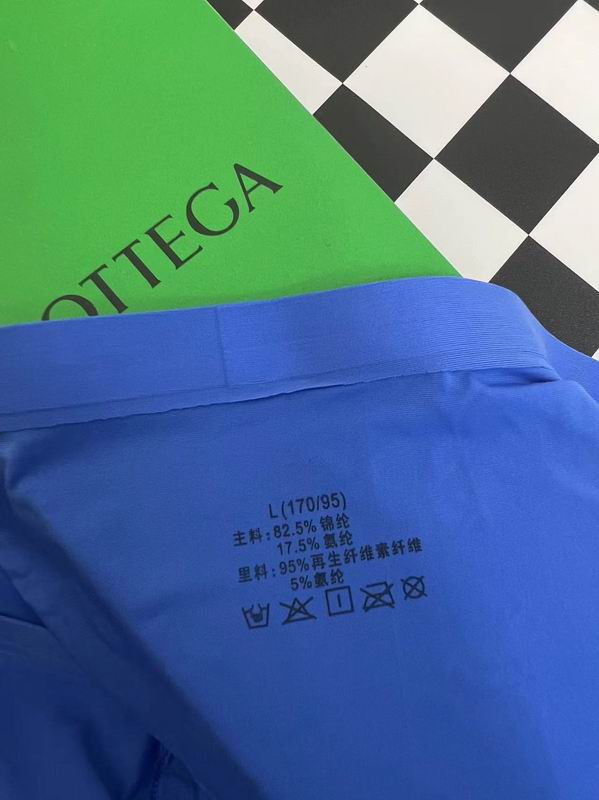 OTTEGA
L(170/95)
主料:82.5%锦纶
17.5%氨纶
里料:95%再生纤维素纤维
5%氨纶